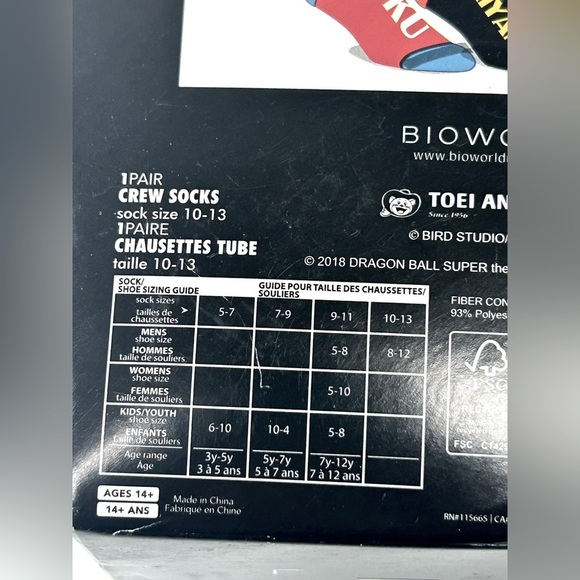 KU
BIOWO
www.bioworld
1PAIR
CREW SOCKS
sock size 10-13
1PAIRE
CHAUSETTES TUBE
taille 10-13
TOEI AN
Since 1956
© BIRD STUDIO/
© 2018 DRAGON BALL SUPER the
SOCK/ SHOE SIZING GUIDE GUIDE POUR TAILLE DES CHAUSSETTES/ SOULIERS
sock sizes
tailles de chaussettes > 5-7 7-9 9-11 10-13
MENS
shoe size
HOMMES 5-8 8-12
taille de souliers
WOMENS
shoe size
FEMMES 5-10
taille de souliers
KIDS/YOUTH
shoe size 6-10 10-4 5-8
ENFANTS
taille de souliers
Age range 3y-5y 5y-7y 7y-12y
Age 3 à 5 ans 5 à 7 ans 7 à 12 ans
FIBER CON
93% Polyes
FSC
FSC
AGES 14+
14+ ANS
Made in China
Fabriqué en Chine
RN#115665 | CA